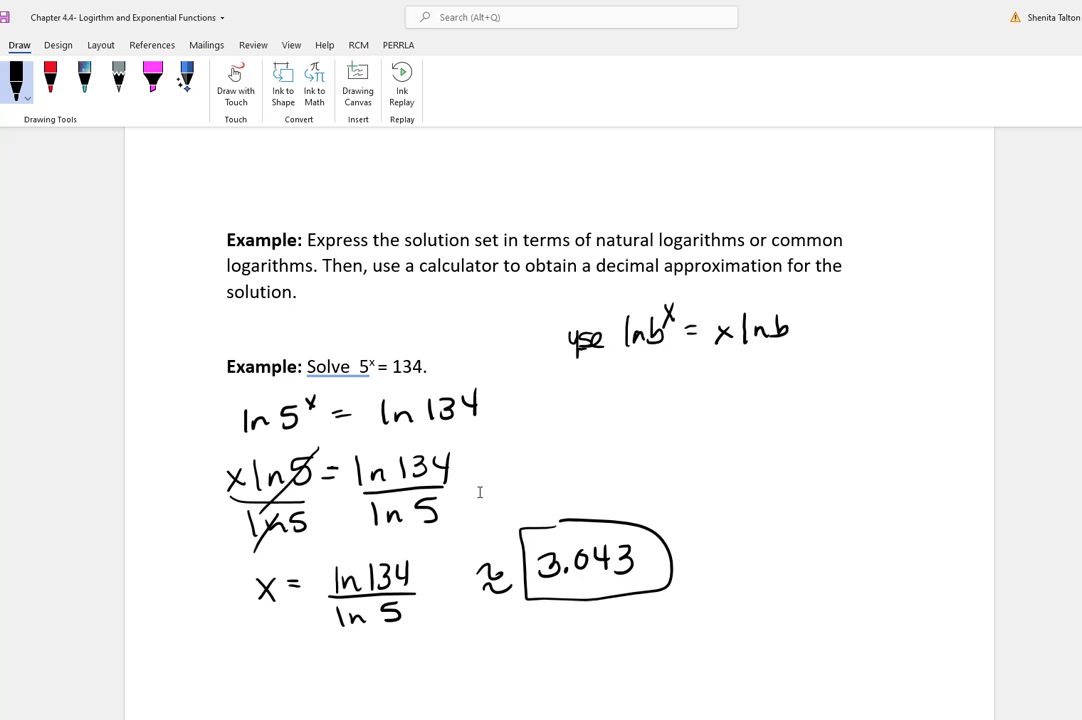 Chapter 4.4- Logirthm and Exponential Functions
Search (Alt+Q)
Shenita Talton
Draw Design Layout References Mailings Review View Help RCM PERRLA
Draw with Touch
Ink to Shape
Ink to Math
Drawing Canvas
Ink Replay
Drawing Tools Touch Convert Insert Replay
Example: Express the solution set in terms of natural logarithms or common
logarithms. Then, use a calculator to obtain a decimal approximation for the
solution.
use ln b^x = x ln b
Example: Solve 5^x = 134.
ln 5^x = ln 134
x ln 5 / ln 5 = ln 134 / ln 5
x = ln 134 / ln 5 ≈ 3.043